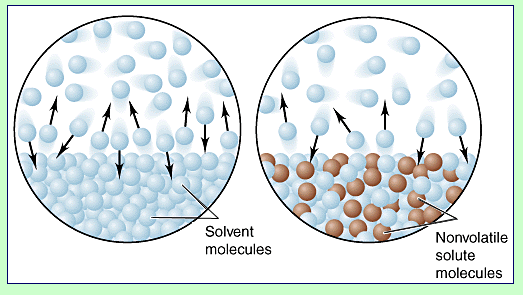 Solvent
molecules
Nonvolatile
solute
molecules